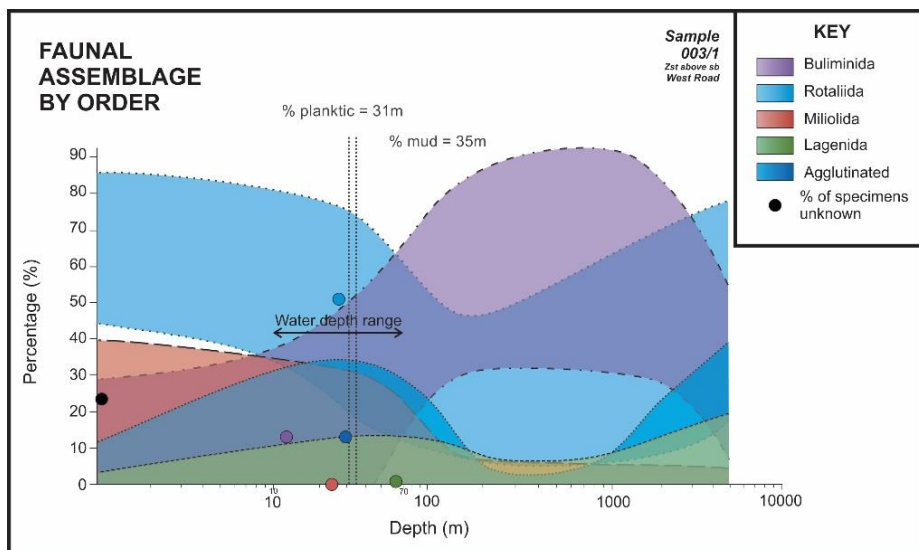 FAUNAL
ASSEMBLAGE
BY ORDER
Sample
003/1
Zst above sb
West Road
KEY
Buliminida
Rotaliida
Miliolida
Lagenida
Agglutinated
% of specimens
unknown
% planktic = 31m
% mud = 35m
Percentage (%)
90
80
70
60
50
40
30
20
10
0
Water depth range
10
70
10
100
1000
10000
Depth (m)